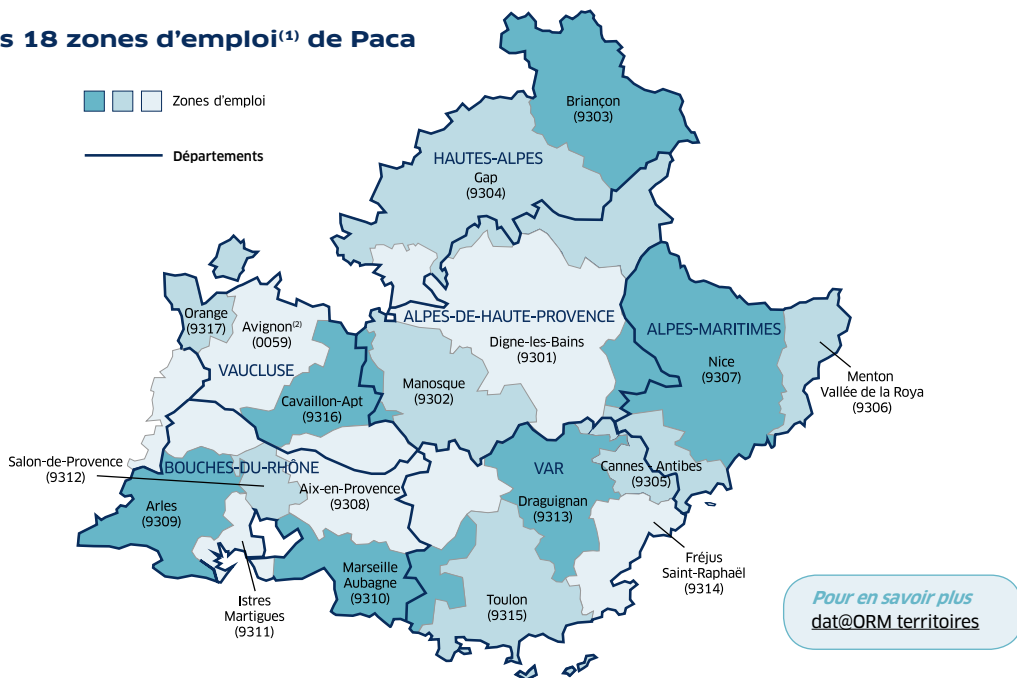 s 18 zones d'emploi(1) de Paca
Zones d'emploi
Départements
Briançon
(9303)
HAUTES-ALPES
Gap
(9304)
Orange
(9317)
Avignon(2)
(0059)
VAUCLUSE
Cavaillon-Apt
(9316)
ALPES-DE-HAUTE-PROVENCE
Digne-les-Bains
(9301)
Manosque
(9302)
ALPES-MARITIMES
Nice
(9307)
Menton
Vallée de la Roya
(9306)
Salon-de-Provence
(9312)
BOUCHES-DU-RHÔNE
Aix-en-Provence
(9308)
Arles
(9309)
VAR
Draguignan
(9313)
Cannes - Antibes
(9305)
Istres
Martigues
(9311)
Marseille
Aubagne
(9310)
Toulon
(9315)
Fréjus
Saint-Raphaël
(9314)
Pour en savoir plus
dat@ORM territoires